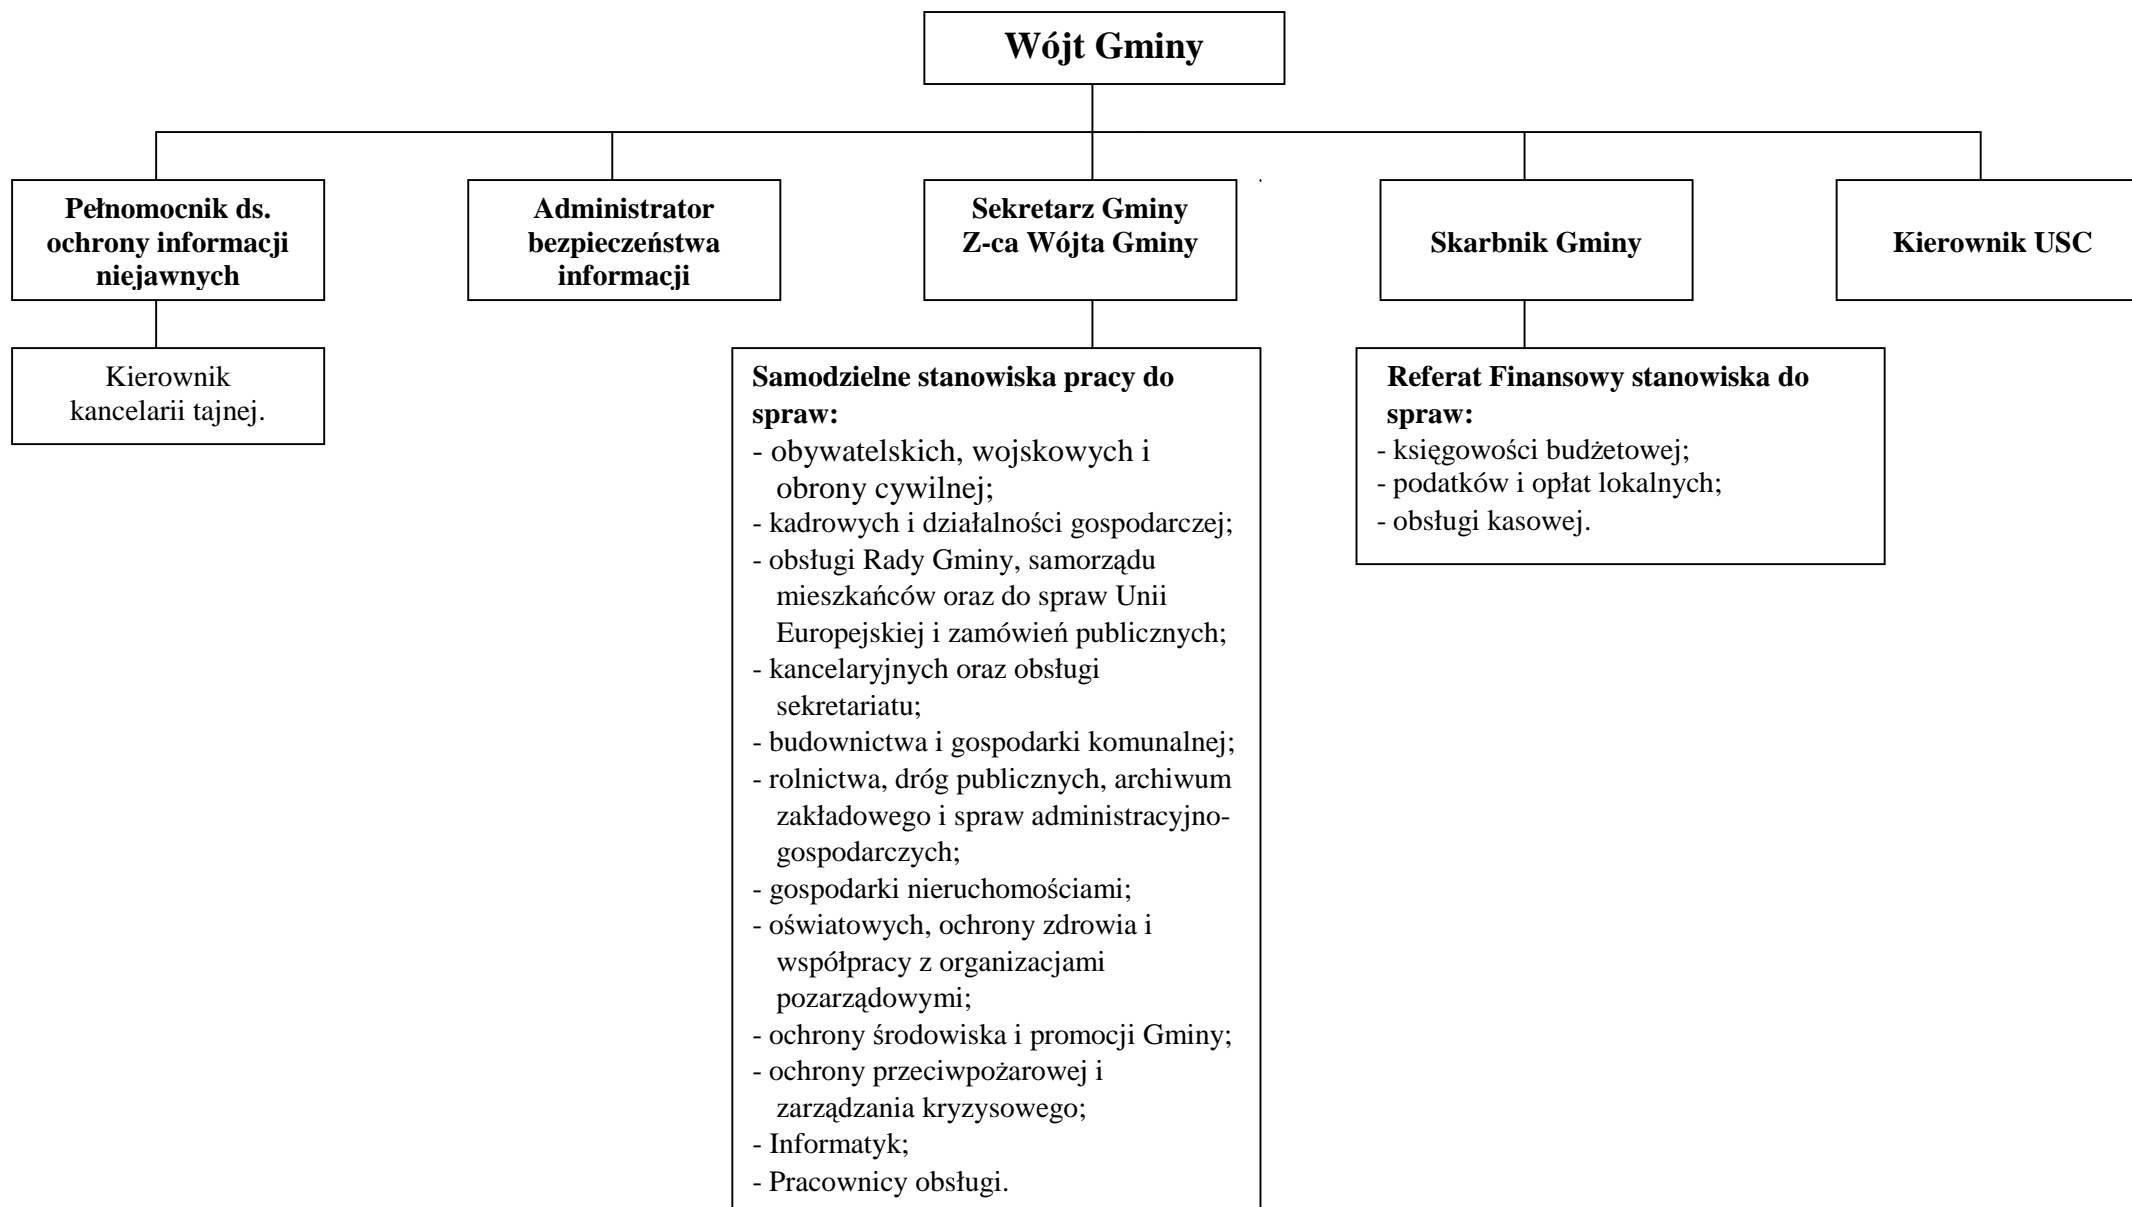 Wójt Gminy
Pełnomocnik ds.
ochrony informacji
niejawnych
Administrator
bezpieczeństwa
informacji
Sekretarz Gminy
Z-ca Wójta Gminy
Skarbnik Gminy
Kierownik USC
Kierownik
kancelarii tajnej.
Samodzielne stanowiska pracy do
spraw:
- obywatelskich, wojskowych i
obrony cywilnej;
- kadrowych i działalności gospodarczej;
- obsługi Rady Gminy, samorządu
mieszkańców oraz do spraw Unii
Europejskiej i zamówień publicznych;
- kancelaryjnych oraz obsługi
sekretariatu;
- budownictwa i gospodarki komunalnej;
- rolnictwa, dróg publicznych, archiwum
zakładowego i spraw administracyjno-
gospodarczych;
- gospodarki nieruchomościami;
- oświatowych, ochrony zdrowia i
współpracy z organizacjami
pozarządowymi;
- ochrony środowiska i promocji Gminy;
- ochrony przeciwpożarowej i
zarządzania kryzysowego;
- Informatyk;
- Pracownicy obsługi.
Referat Finansowy stanowiska do
spraw:
- księgowości budżetowej;
- podatków i opłat lokalnych;
- obsługi kasowej.